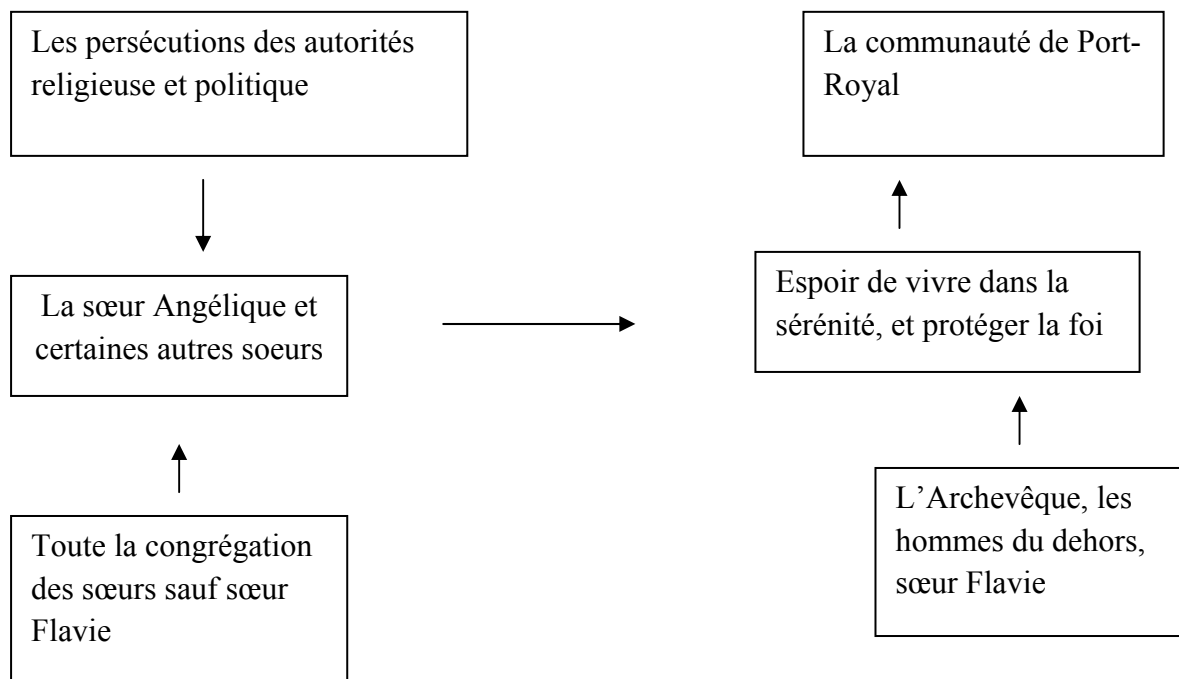 Les persécutions des autorités
religieuse et politique
La communauté de Port-
Royal
La sœur Angélique et
certaines autres soeurs
Espoir de vivre dans la
sérénité, et protéger la foi
Toute la congrégation
des sœurs sauf sœur
Flavie
L’Archevêque, les
hommes du dehors,
sœur Flavie